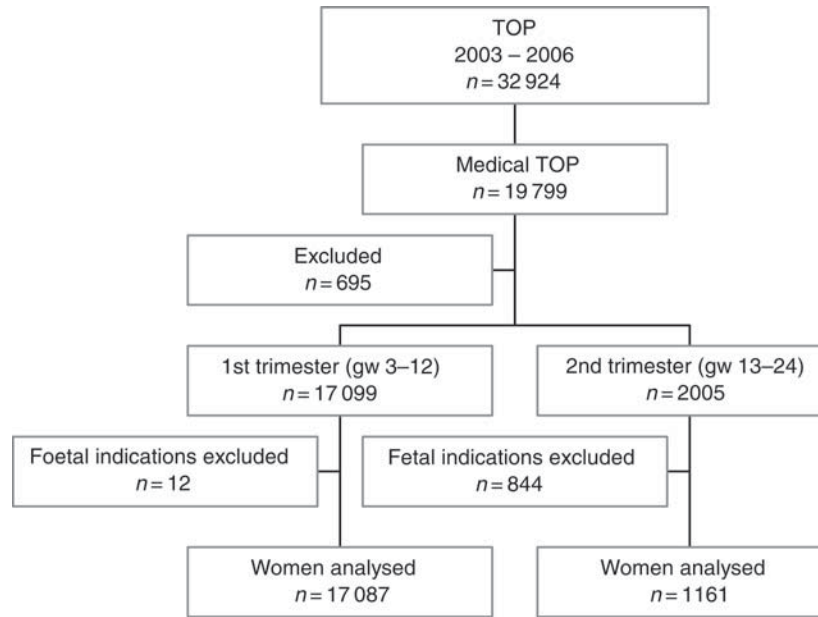 TOP
2003 – 2006
n = 32 924
Medical TOP
n = 19 799
Excluded
n = 695
1st trimester (gw 3–12)
n = 17 099
2nd trimester (gw 13–24)
n = 2005
Foetal indications excluded
n = 12
Fetal indications excluded
n = 844
Women analysed
n = 17 087
Women analysed
n = 1161